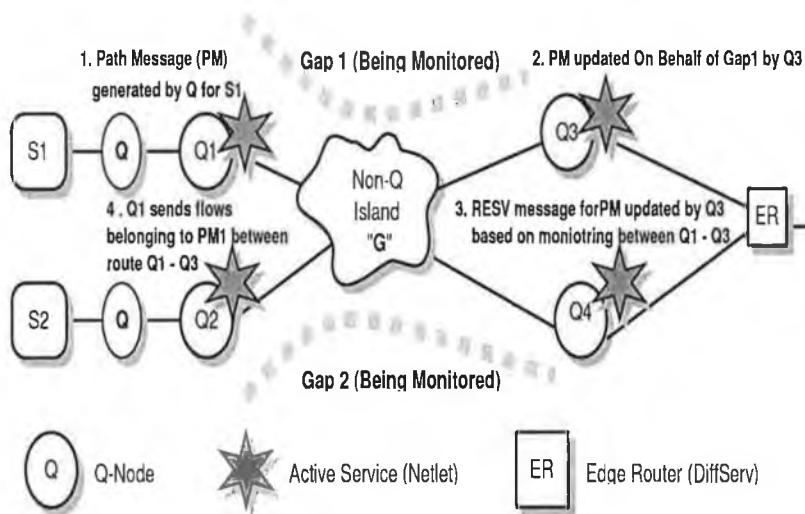 1. Path Message (PM)
generated by Q for S1
Gap 1 (Being Monitored)
2. PM updated On Behalf of Gap1 by Q3
S1
Q
Q1
Q3
Non-Q
Island
"G"
4 . Q1 sends flows
belonging to PM1 between
route Q1 - Q3
3. RESV message forPM updated by Q3
based on moniotring between Q1 - Q3
ER
S2
Q
Q2
Q4
Gap 2 (Being Monitored)
Q
Q-Node
Active Service (Netlet)
ER
Edge Router (DiffServ)